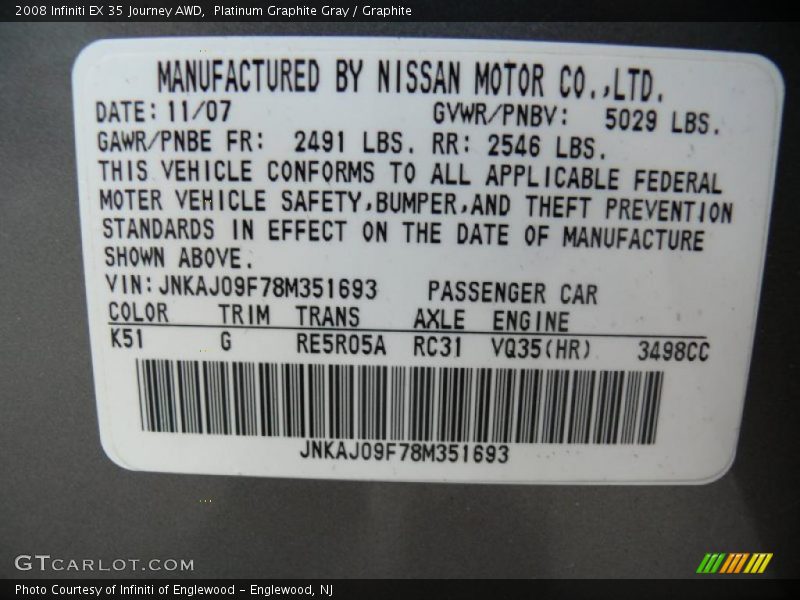 2008 Infiniti EX 35 Journey AWD, Platinum Graphite Gray / Graphite
MANUFACTURED BY NISSAN MOTOR CO.,LTD.
DATE: 11/07 GVWR/PNBV: 5029 LBS.
GAWR/PNBE FR: 2491 LBS. RR: 2546 LBS.
THIS VEHICLE CONFORMS TO ALL APPLICABLE FEDERAL
MOTER VEHICLE SAFETY,BUMPER,AND THEFT PREVENTION
STANDARDS IN EFFECT ON THE DATE OF MANUFACTURE
SHOWN ABOVE.
VIN: JNKAJ09F78M351693 PASSENGER CAR
COLOR TRIM TRANS AXLE ENGINE
K51 G RE5R05A RC31 VQ35(HR) 3498CC
JNKAJ09F78M351693
GTCARLOT.COM
Photo Courtesy of Infiniti of Englewood - Englewood, NJ